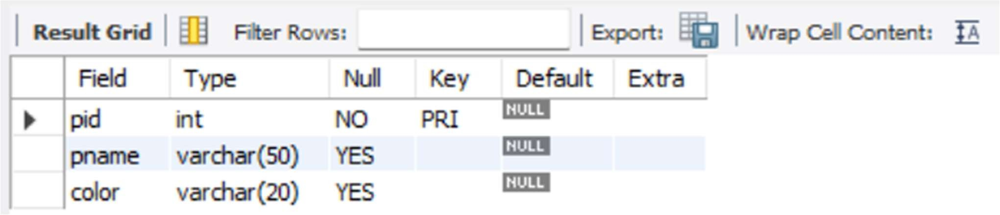 Result Grid Filter Rows: Export: Wrap Cell Content: A
Field Type Null Key Default Extra
pid int NO PRI NULL
pname varchar(50) YES NULL
color varchar(20) YES NULL